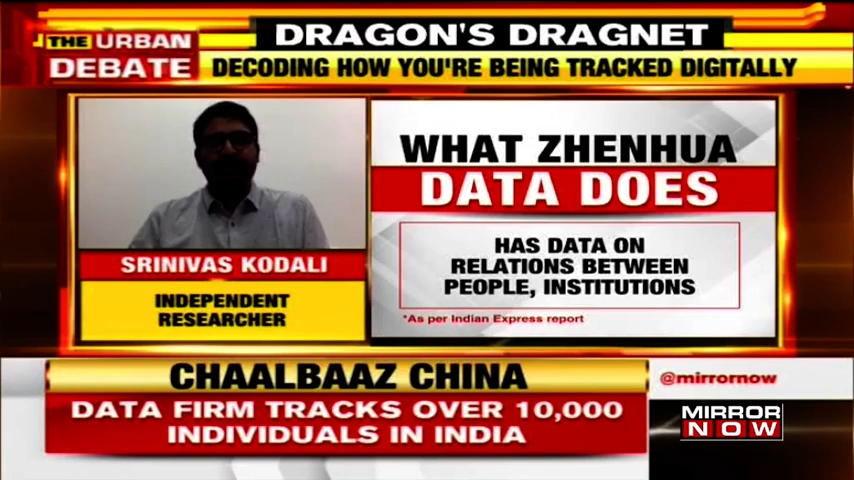 THE URBAN
DEBATE
DRAGON'S DRAGNET
DECODING HOW YOU'RE BEING TRACKED DIGITALLY
SRINIVAS KODALI
INDEPENDENT
RESEARCHER
WHAT ZHENHUA
DATA DOES
HAS DATA ON
RELATIONS BETWEEN
PEOPLE, INSTITUTIONS
*As per Indian Express report
CHAALBAAZ CHINA
DATA FIRM TRACKS OVER 10,000
INDIVIDUALS IN INDIA
@mirrornow
MIRROR
NOW